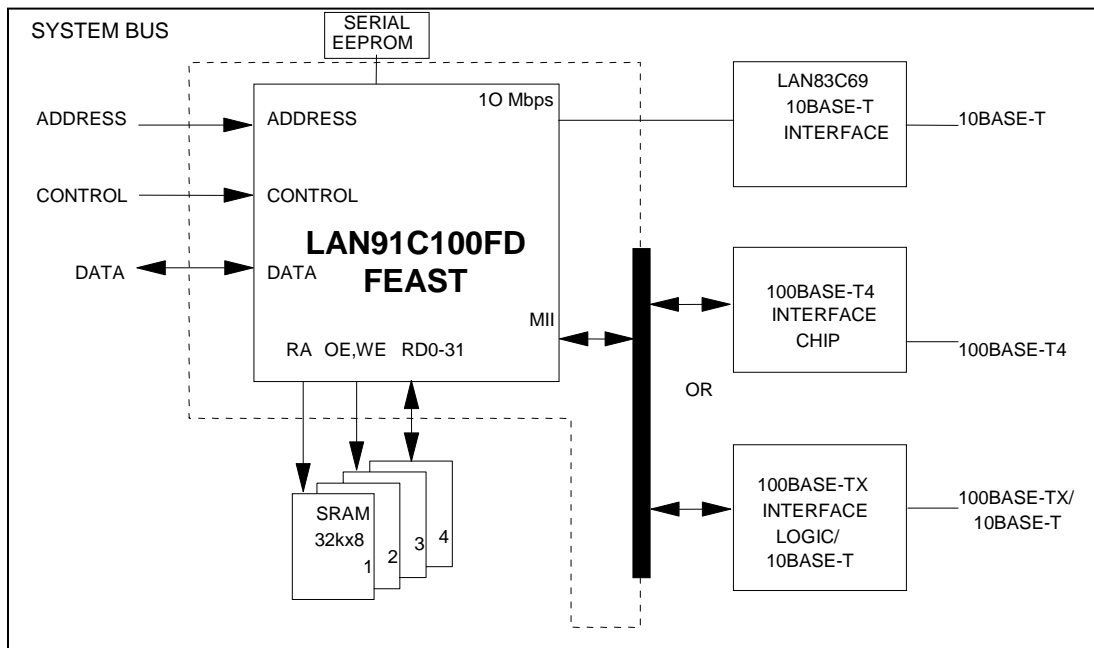 SYSTEM BUS
SERIAL
EEPROM
ADDRESS
CONTROL
DATA
1O Mbps
ADDRESS
CONTROL
LAN91C100FD
FEAST
DATA
MII
RA OE,WE RD0-31
SRAM
32kx8
1
2
3
4
LAN83C69
10BASE-T
INTERFACE
10BASE-T
100BASE-T4
INTERFACE
CHIP
100BASE-T4
OR
100BASE-TX
INTERFACE
LOGIC/
10BASE-T
100BASE-TX/
10BASE-T